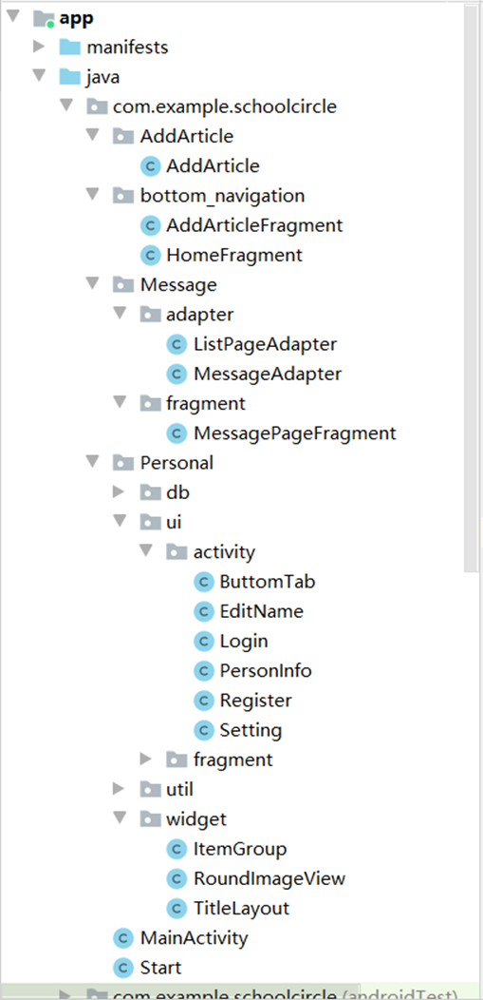 app
manifests
java
com.example.schoolcircle
AddArticle
C AddArticle
bottom_navigation
C AddArticleFragment
C HomeFragment
Message
adapter
C ListPageAdapter
C MessageAdapter
fragment
C MessagePageFragment
Personal
db
ui
activity
C ButtomTab
C EditName
C Login
C PersonInfo
C Register
C Setting
fragment
util
widget
C ItemGroup
C RoundImageView
C TitleLayout
C MainActivity
C Start
com.example.schoolcircle (androidTest)